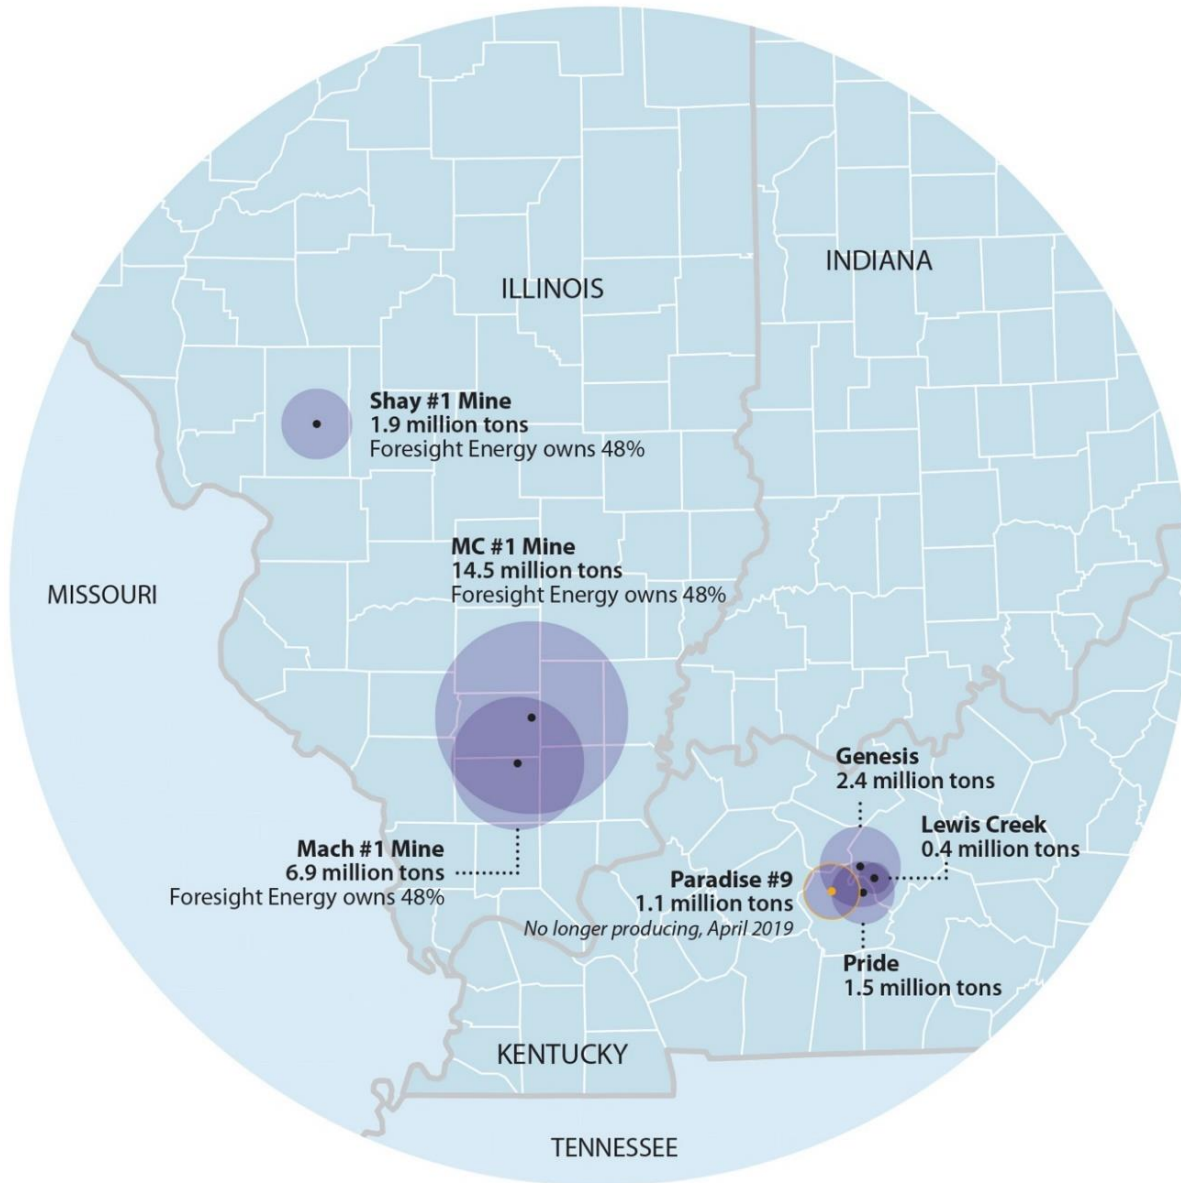 INDIANA
ILLINOIS
Shay #1 Mine
1.9 million tons
Foresight Energy owns 48%
MC #1 Mine
14.5 million tons
Foresight Energy owns 48%
MISSOURI
Genesis
2.4 million tons
Lewis Creek
0.4 million tons
Mach #1 Mine
6.9 million tons
Foresight Energy owns 48%
Paradise #9
1.1 million tons
No longer producing, April 2019
Pride
1.5 million tons
KENTUCKY
TENNESSEE